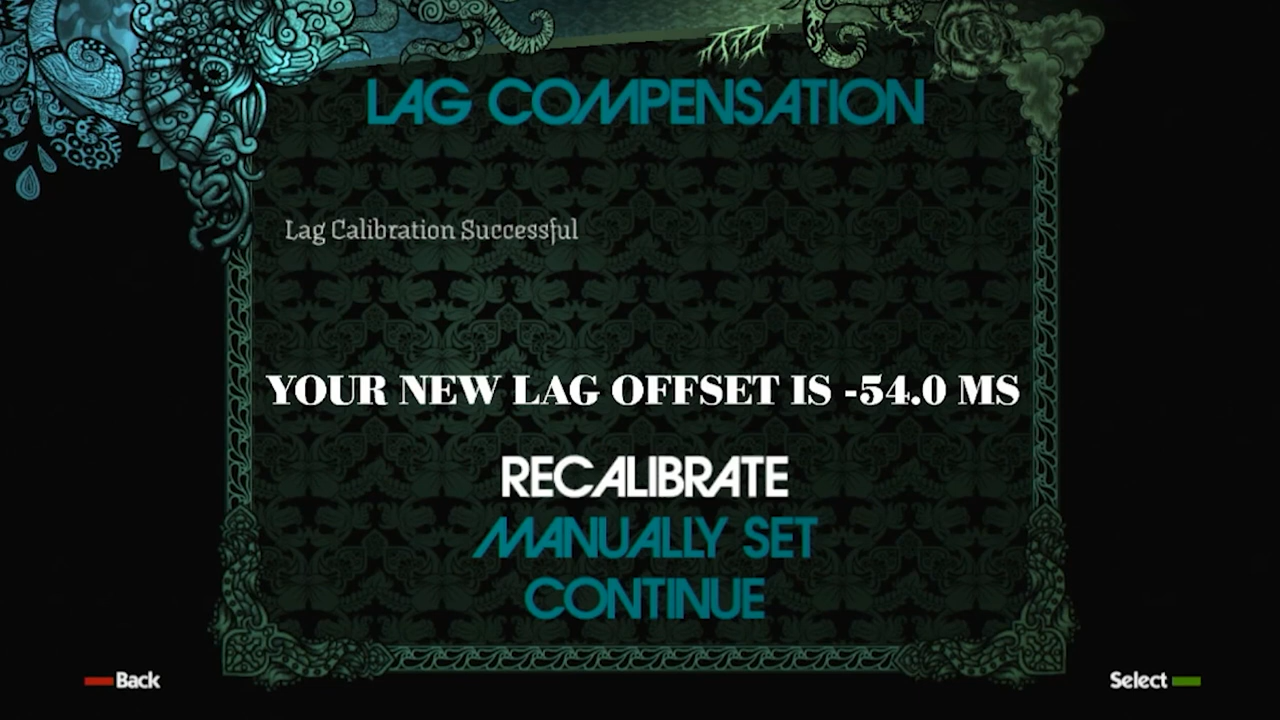 LAG COMPENSATION
Lag Calibration Successful
YOUR NEW LAG OFFSET IS -54.0 MS
RECALIBRATE
MANUALLY SET
CONTINUE
Back
Select